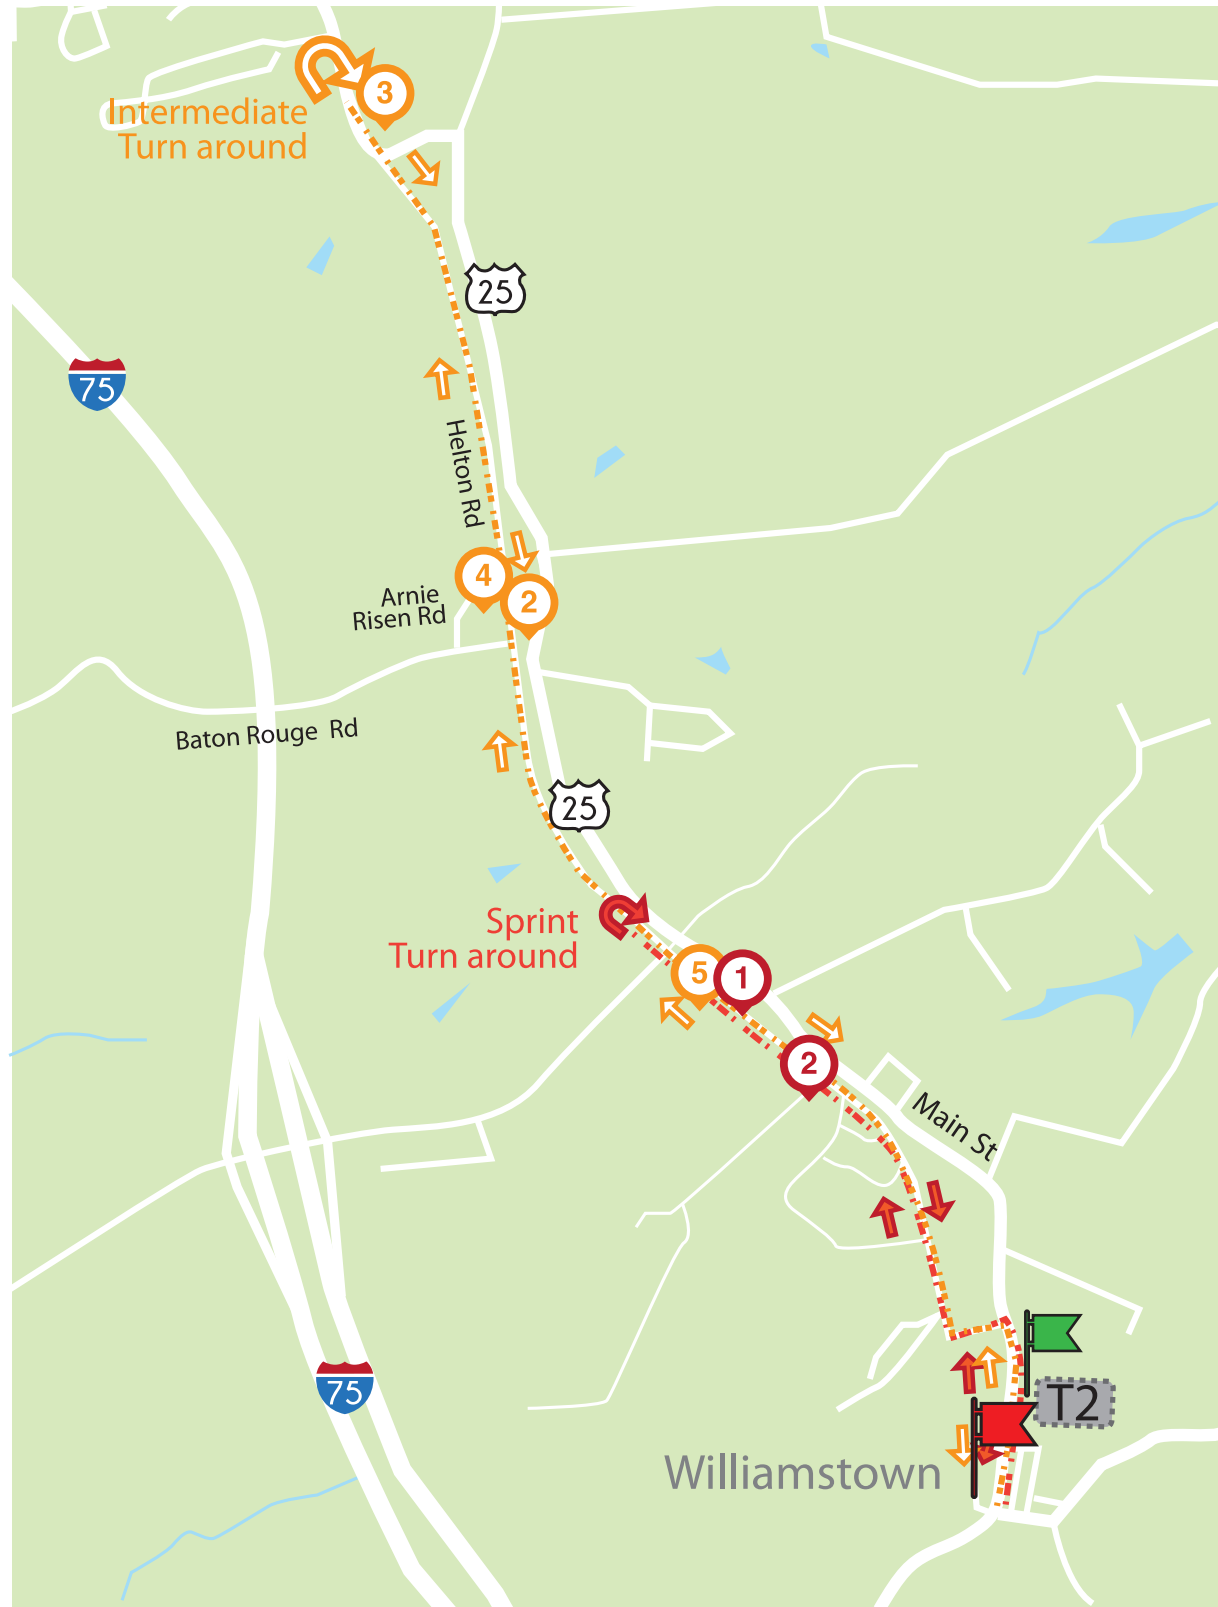 3
Intermediate
Turn around
25
75
Helton Rd
4
2
Arnie
Risen Rd
Baton Rouge Rd
25
Sprint
Turn around
5
1
2
Main St
75
T2
Williamstown